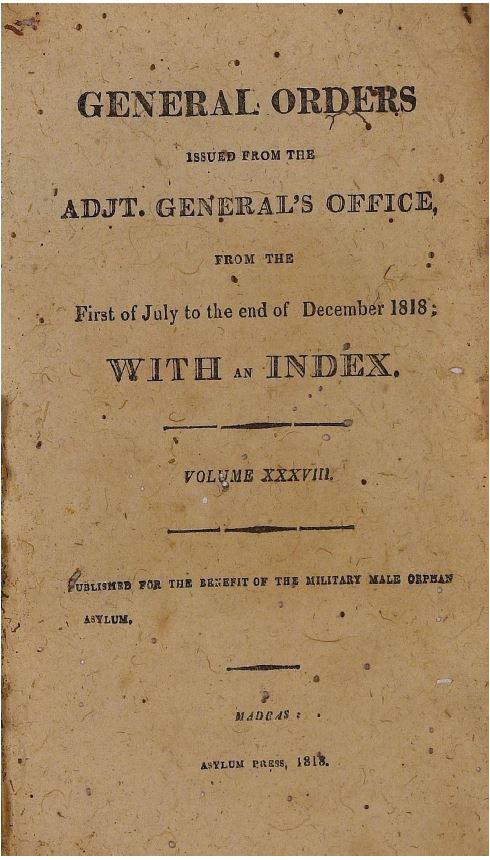 GENERAL ORDERS
ISSUED FROM THE
ADJT. GENERAL'S OFFICE,
FROM THE
First of July to the end of December 1818;
WITH AN INDEX.
VOLUME XXXVIII.
PUBLISHED FOR THE BENEFIT OF THE MILITARY MALE ORPHAN
ASYLUM.
MADRAS:
ASYLUM PRESS, 1818.